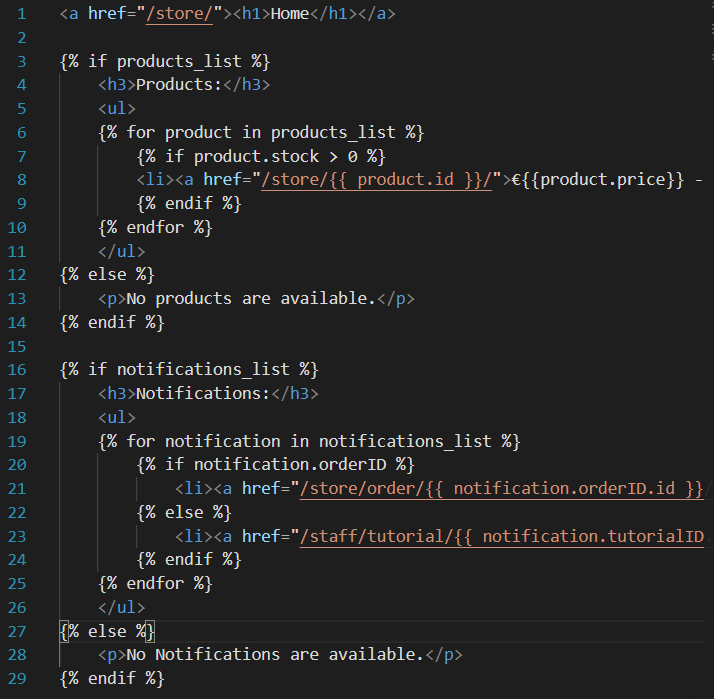 1 <a href="/store/"><h1>Home</h1></a>
2
3 {% if products_list %}
4 <h3>Products:</h3>
5 <ul>
6 {% for product in products_list %}
7 {% if product.stock > 0 %}
8 <li><a href="/store/{{ product.id }}/">€{{product.price}} -
9 {% endif %}
10 {% endfor %}
11 </ul>
12 {% else %}
13 <p>No products are available.</p>
14 {% endif %}
15
16 {% if notifications_list %}
17 <h3>Notifications:</h3>
18 <ul>
19 {% for notification in notifications_list %}
20 {% if notification.orderID %}
21 <li><a href="/store/order/{{ notification.orderID.id }}
22 {% else %}
23 <li><a href="/staff/tutorial/{{ notification.tutorialID
24 {% endif %}
25 {% endfor %}
26 </ul>
27 {% else %}
28 <p>No Notifications are available.</p>
29 {% endif %}